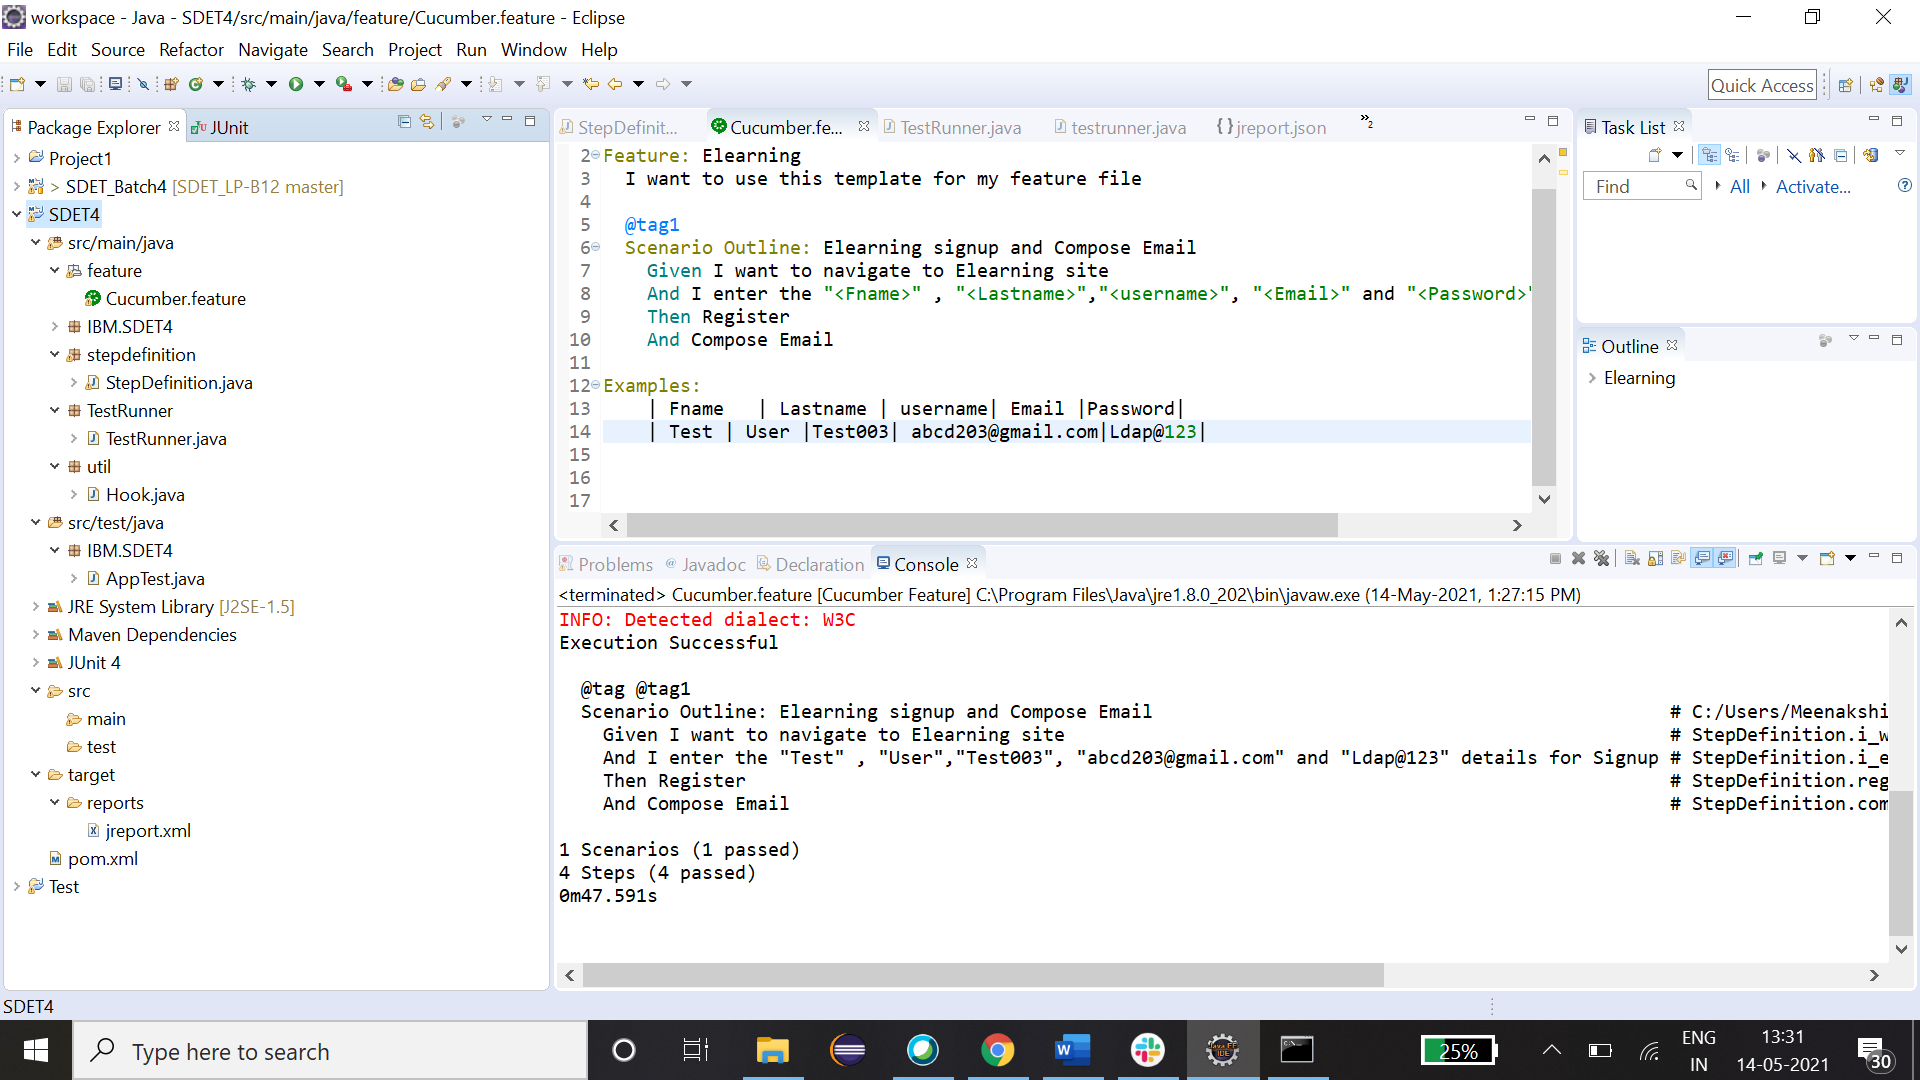 workspace - Java - SDET4/src/main/java/feature/Cucumber.feature - Eclipse
File Edit Source Refactor Navigate Search Project Run Window Help
Quick Access
Package Explorer
JUnit
Project1
> SDET_Batch4 [SDET_LP-B12 master]
SDET4
src/main/java
feature
Cucumber.feature
IBM.SDET4
stepdefinition
StepDefinition.java
TestRunner
TestRunner.java
util
Hook.java
src/test/java
IBM.SDET4
AppTest.java
JRE System Library [J2SE-1.5]
Maven Dependencies
JUnit 4
src
main
test
target
reports
jreport.xml
pom.xml
Test
StepDefinit... Cucumber.fe... TestRunner.java testrunner.java jreport.json »2
2 Feature: Elearning
3 I want to use this template for my feature file
4
5 @tag1
6 Scenario Outline: Elearning signup and Compose Email
7 Given I want to navigate to Elearning site
8 And I enter the "<Fname>" , "<Lastname>","<username>", "<Email>" and "<Password>"
9 Then Register
10 And Compose Email
11
12 Examples:
13 | Fname | Lastname | username| Email |Password|
14 | Test | User |Test003| abcd203@gmail.com|Ldap@123|
15
16
17
Task List
Find All Activate...
Outline
Elearning
Problems @ Javadoc Declaration Console
<terminated> Cucumber.feature [Cucumber Feature] C:\Program Files\Java\jre1.8.0_202\bin\javaw.exe (14-May-2021, 1:27:15 PM)
INFO: Detected dialect: W3C
Execution Successful
@tag @tag1
Scenario Outline: Elearning signup and Compose Email # C:/Users/Meenakshi
Given I want to navigate to Elearning site # StepDefinition.i_w
And I enter the "Test" , "User","Test003", "abcd203@gmail.com" and "Ldap@123" details for Signup # StepDefinition.i_e
Then Register # StepDefinition.reg
And Compose Email # StepDefinition.com
1 Scenarios (1 passed)
4 Steps (4 passed)
0m47.591s
SDET4
Type here to search
25%
ENG
IN
13:31
14-05-2021
30